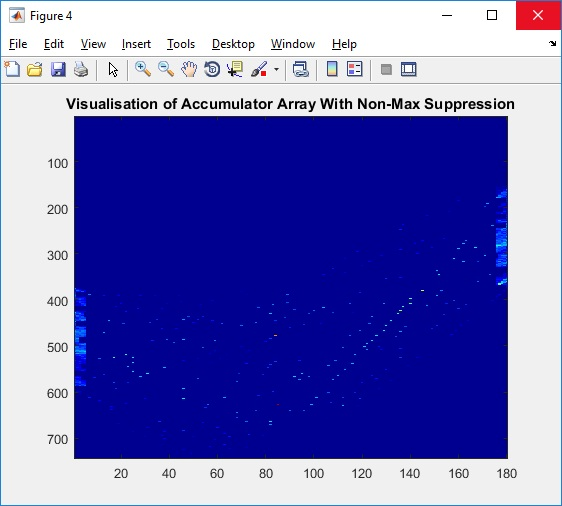 Figure 4
File Edit View Insert Tools Desktop Window Help
Visualisation of Accumulator Array With Non-Max Suppression
100
200
300
400
500
600
700
20 40 60 80 100 120 140 160 180